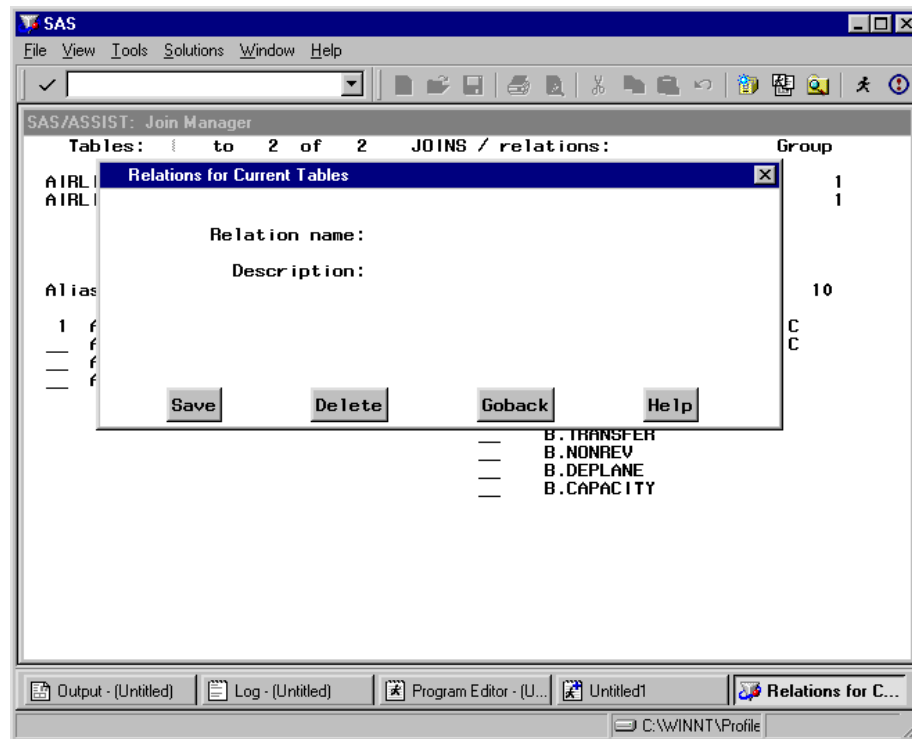 SAS
File View Tools Solutions Window Help
SAS/ASSIST: Join Manager
Tables: to 2 of 2 JOINS / relations: Group
Relations for Current Tables
AIRLI 1
AIRLI 1
Relation name:
Description:
Alias 10
1 C
C
Save Delete Goback Help
B.TRANSFER
B.NONREV
B.DEPLANE
B.CAPACITY
Output - (Untitled) Log - (Untitled) Program Editor - (U... Untitled1 Relations for C...
C:\WINNT\Profile